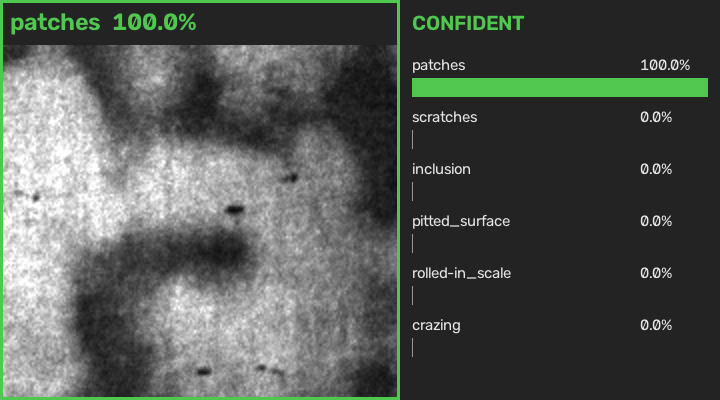 patches 100.0%
CONFIDENT
patches 100.0%
scratches 0.0%
inclusion 0.0%
pitted_surface 0.0%
rolled-in_scale 0.0%
crazing 0.0%